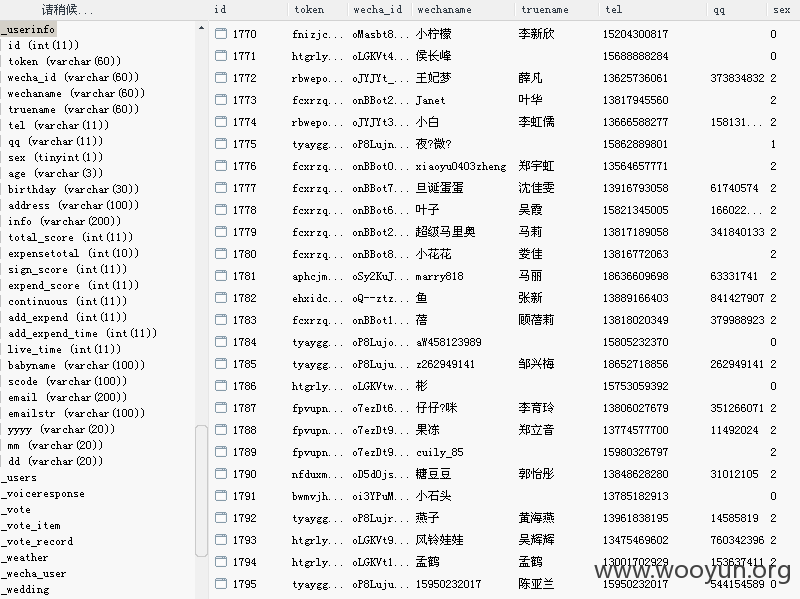 请稍候...
_userinfo
id (int(11))
token (varchar(60))
wecha_id (varchar(60))
wechaname (varchar(60))
truename (varchar(60))
tel (varchar(11))
qq (varchar(11))
sex (tinyint(1))
age (varchar(3))
birthday (varchar(30))
address (varchar(100))
info (varchar(200))
total_score (int(11))
expensetotal (int(10))
sign_score (int(11))
expend_score (int(11))
continuous (int(11))
add_expend (int(11))
add_expend_time (int(11))
live_time (int(11))
babyname (varchar(100))
scode (varchar(100))
email (varchar(200))
emailstr (varchar(100))
yyyy (varchar(20))
mm (varchar(20))
dd (varchar(20))
_users
_voiceresponse
_vote
_vote_item
_vote_record
_weather
_wecha_user
_wedding
id token wecha_id wechaname truename tel qq sex
1770 fnizjc... oMasbt8... 小柠檬 李新欣 15204300817 0
1771 htgrly... oLGKVt4... 侯长峰 15688888284 0
1772 rbwepo... oJYJYt_... 王妃梦 薛凡 13625736061 373834832 2
1773 fcxrzq... onBBot2... Janet 叶华 13817945560 2
1774 rbwepo... oJYJYt3... 小白 李虹儒 13666588277 158131... 2
1775 tyaygg... oP8Lujn... 夜?微? 15862889801 1
1776 fcxrzq... onBBot0... xiaoyu0403zheng 郑宇虹 13564657771 2
1777 fcxrzq... onBBot7... 旦诞蛋蛋 沈佳雯 13916793058 61740574 2
1778 fcxrzq... onBBot6... 叶子 吴霞 15821345005 166022... 2
1779 fcxrzq... onBBot2... 超级马里奥 马莉 13817189058 341840133 2
1780 fcxrzq... onBBot8... 小花花 娄佳 13816772063 2
1781 aphcjm... oSy2KuJ... marry818 马丽 18636609698 63331741 2
1782 ehxidc... oQ--ztz... 鱼 张新 13889166403 841427907 2
1783 fcxrzq... onBBot1... 蓓 顾蓓莉 13818020349 379988923 2
1784 tyaygg... oP8Lujo... aW458123989 15805232370 0
1785 tyaygg... oP8Luju... z262949141 邹兴梅 18652718856 262949141 2
1786 htgrly... oLGKVtw... 彬 15753059392 0
1787 fpvupn... o7ezDt6... 仔仔?咪 李育玲 13806027679 351266071 2
1788 fpvupn... o7ezDt9... 果冻 郑立音 13774577700 11492024 2
1789 fpvupn... o7ezDt9... cuily_85 15980326797 2
1790 nfduxm... oD5d0js... 糖豆豆 郭怡彤 13848628280 31012105 2
1791 bwmvjh... oi3YPuM... 小石头 13785182913 0
1792 tyaygg... oP8Lujr... 燕子 黄海燕 13961838195 14585819 2
1793 htgrly... oLGKVt9... 风铃娃娃 吴辉辉 13475469602 760342396 2
1794 htgrly... oLGKVt1... 孟鹤 孟鹤 13001702929 153637411 2
1795 tyaygg... oP8Luju... 15950232017 陈亚兰 15950232017 544154589 0
www.wooyun.org